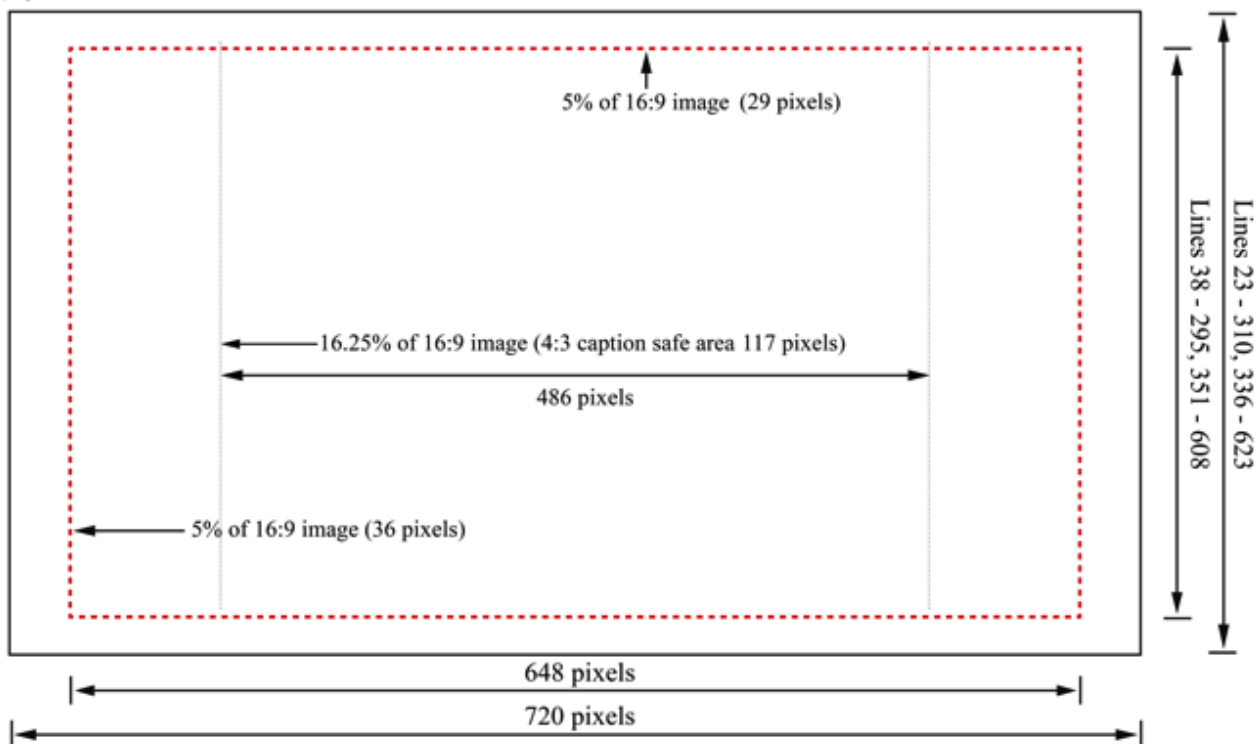 5% of 16:9 image (29 pixels)
16.25% of 16:9 image (4:3 caption safe area 117 pixels)
486 pixels
5% of 16:9 image (36 pixels)
648 pixels
720 pixels
Lines 38 - 295, 351 - 608
Lines 23 - 310, 336 - 623